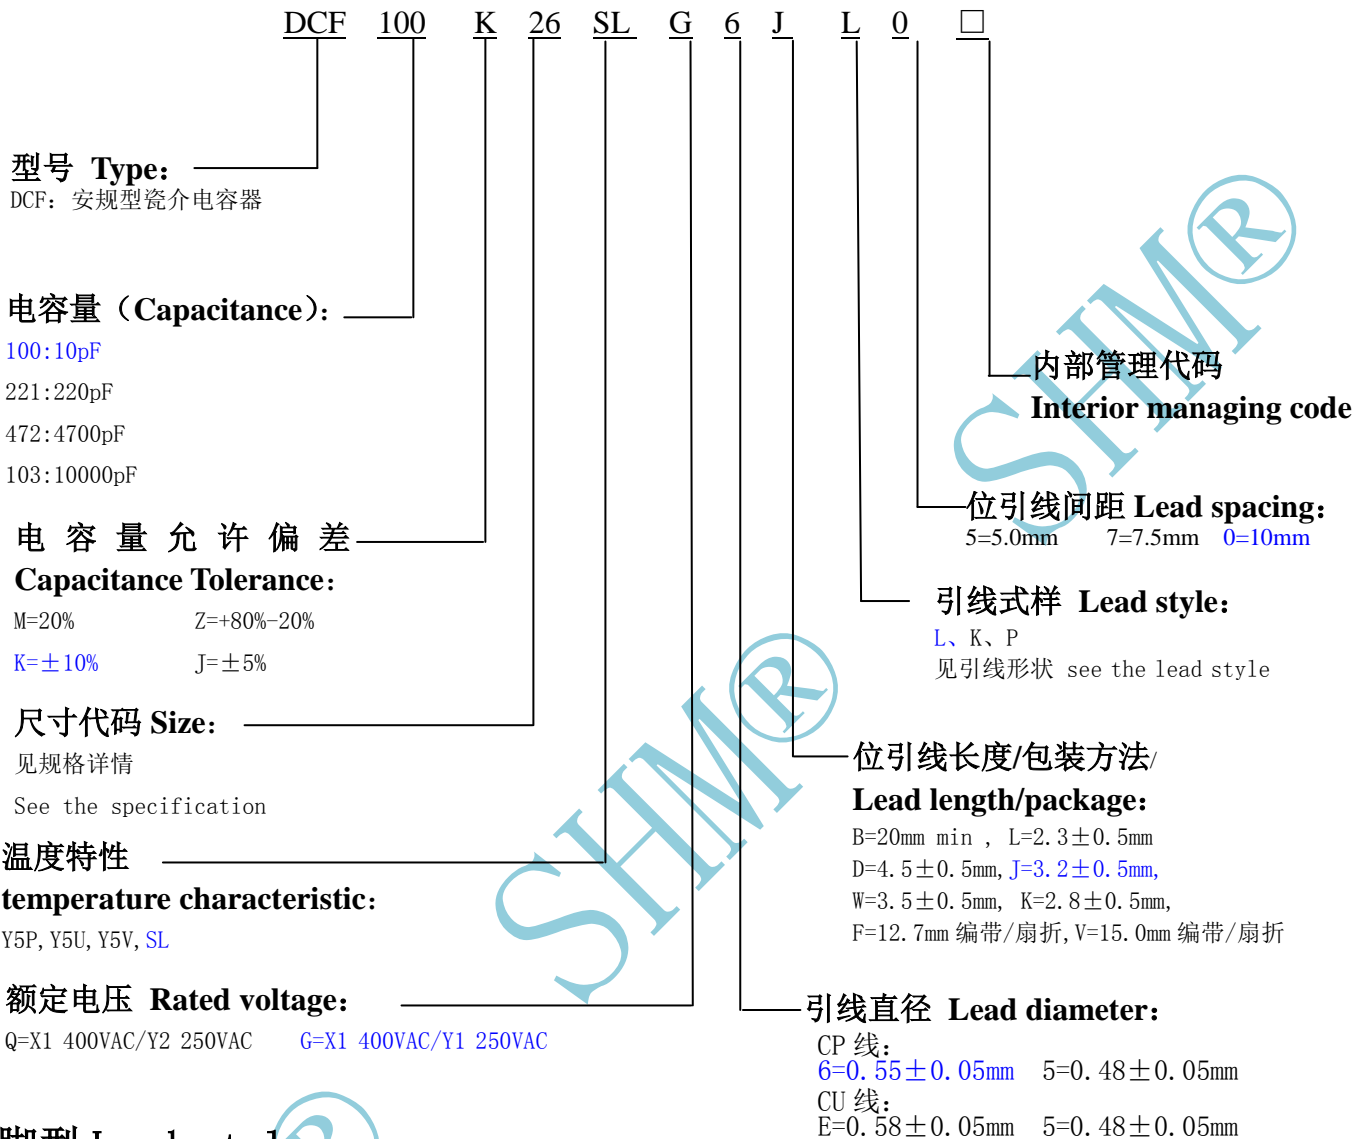 DCF 100 K 26 SL G 6 J L 0 □
型号 Type：
DCF：安规型瓷介电容器
电容量（Capacitance）：
100:10pF
221:220pF
472:4700pF
103:10000pF
电 容 量 允 许 偏 差
Capacitance Tolerance：
M=20% Z=+80%-20%
K=±10% J=±5%
尺寸代码 Size：
见规格详情
See the specification
温度特性
temperature characteristic：
Y5P,Y5U,Y5V,SL
额定电压 Rated voltage：
Q=X1 400VAC/Y2 250VAC G=X1 400VAC/Y1 250VAC
内部管理代码
Interior managing code
位引线间距 Lead spacing：
5=5.0mm 7=7.5mm 0=10mm
引线式样 Lead style：
L、K、P
见引线形状 see the lead style
位引线长度/包装方法/
Lead length/package：
B=20mm min , L=2.3±0.5mm
D=4.5±0.5mm,J=3.2±0.5mm,
W=3.5±0.5mm, K=2.8±0.5mm,
F=12.7mm 编带/扇折,V=15.0mm 编带/扇折
引线直径 Lead diameter：
CP 线：
6=0.55±0.05mm 5=0.48±0.05mm
CU 线：
E=0.58±0.05mm 5=0.48±0.05mm
SHM®
SHM®
®